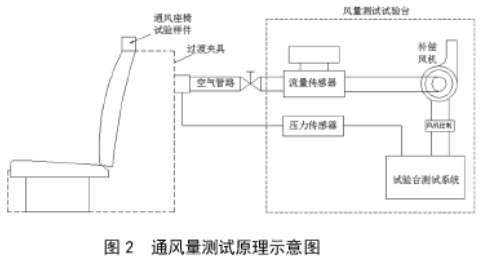 风量测试试验台
通风座椅
试验样件
过渡夹具
补偿
风机
空气管路
流量传感器
压力传感器
风机控制
试验台测试系统
图 2 通风量测试原理示意图